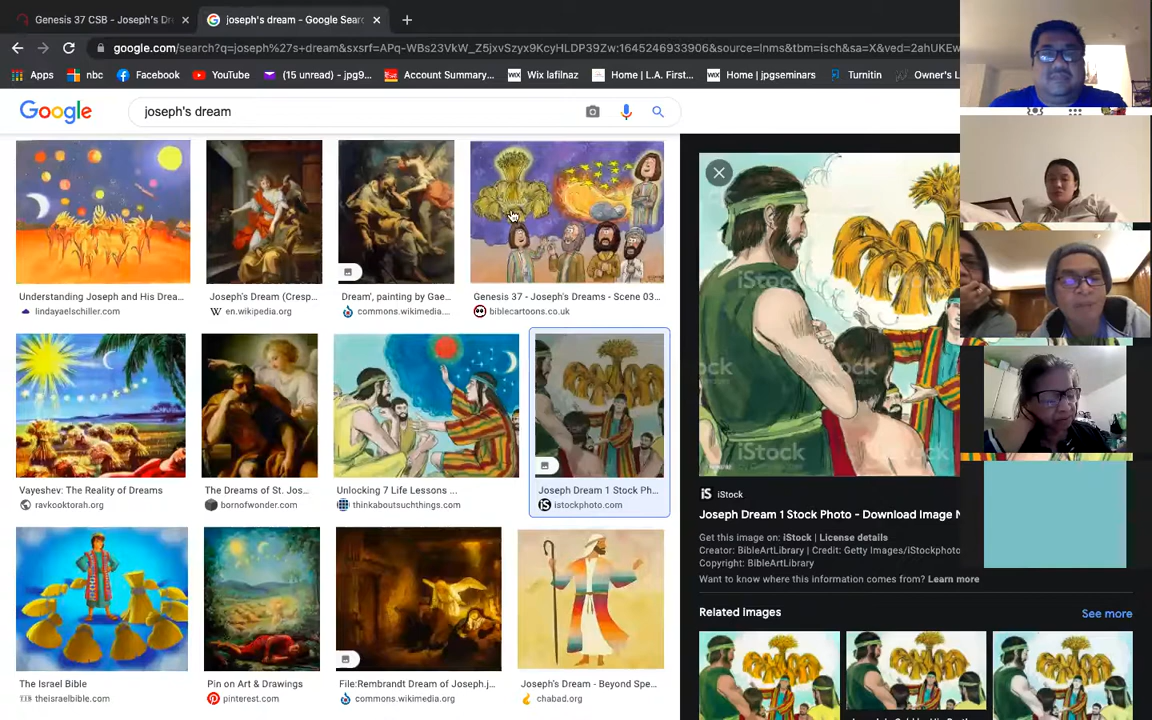 Genesis 37 CSB - Joseph's Dr
joseph's dream - Google Sear
google.com/search?q=joseph%27s+dream&sxsrf=APq-WBs23VkW_Z5jxvSzyx9KcyHLDP39Zw:1645246933906&source=lnms&tbm=isch&sa=X&ved=2ahUKEw
Apps nbc Facebook YouTube (15 unread) - jpg9... Account Summary... Wix lafilnaz Home | L.A. First... Home | jpgseminars Turnitin Owner's L
Google
joseph's dream
Understanding Joseph and His Drea...
lindayaelschiller.com
Joseph's Dream (Cresp...
en.wikipedia.org
Dream', painting by Gae...
commons.wikimedia....
Genesis 37 - Joseph's Dreams - Scene 03...
biblecartoons.co.uk
Vayeshev: The Reality of Dreams
ravkooktorah.org
The Dreams of St. Jos...
bornofwonder.com
Unlocking 7 Life Lessons ...
thinkaboutsuchthings.com
Joseph Dream 1 Stock Ph...
istockphoto.com
The Israel Bible
theisraelbible.com
Pin on Art & Drawings
pinterest.com
File:Rembrandt Dream of Joseph.j...
commons.wikimedia.org
Joseph's Dream - Beyond Spe...
chabad.org
iStock
iStock
Joseph Dream 1 Stock Photo - Download Image N
Get this image on: iStock | License details
Creator: BibleArtLibrary | Credit: Getty Images/iStockphoto
Copyright: BibleArtLibrary
Want to know where this information comes from? Learn more
Related Images
See more